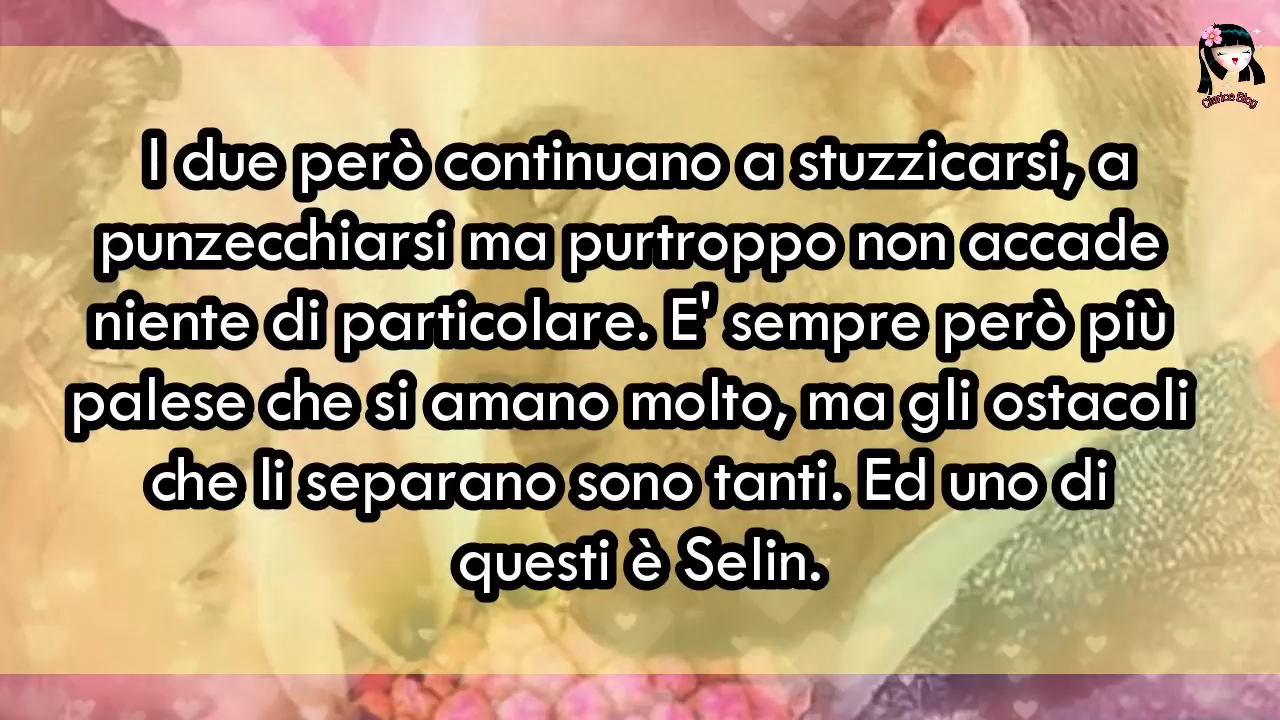 I due però continuano a stuzzicarsi, a
punzecchiarsi ma purtroppo non accade
niente di particolare. E' sempre però più
palese che si amano molto, ma gli ostacoli
che li separano sono tanti. Ed uno di
questi è Selin.
Clarice Blog